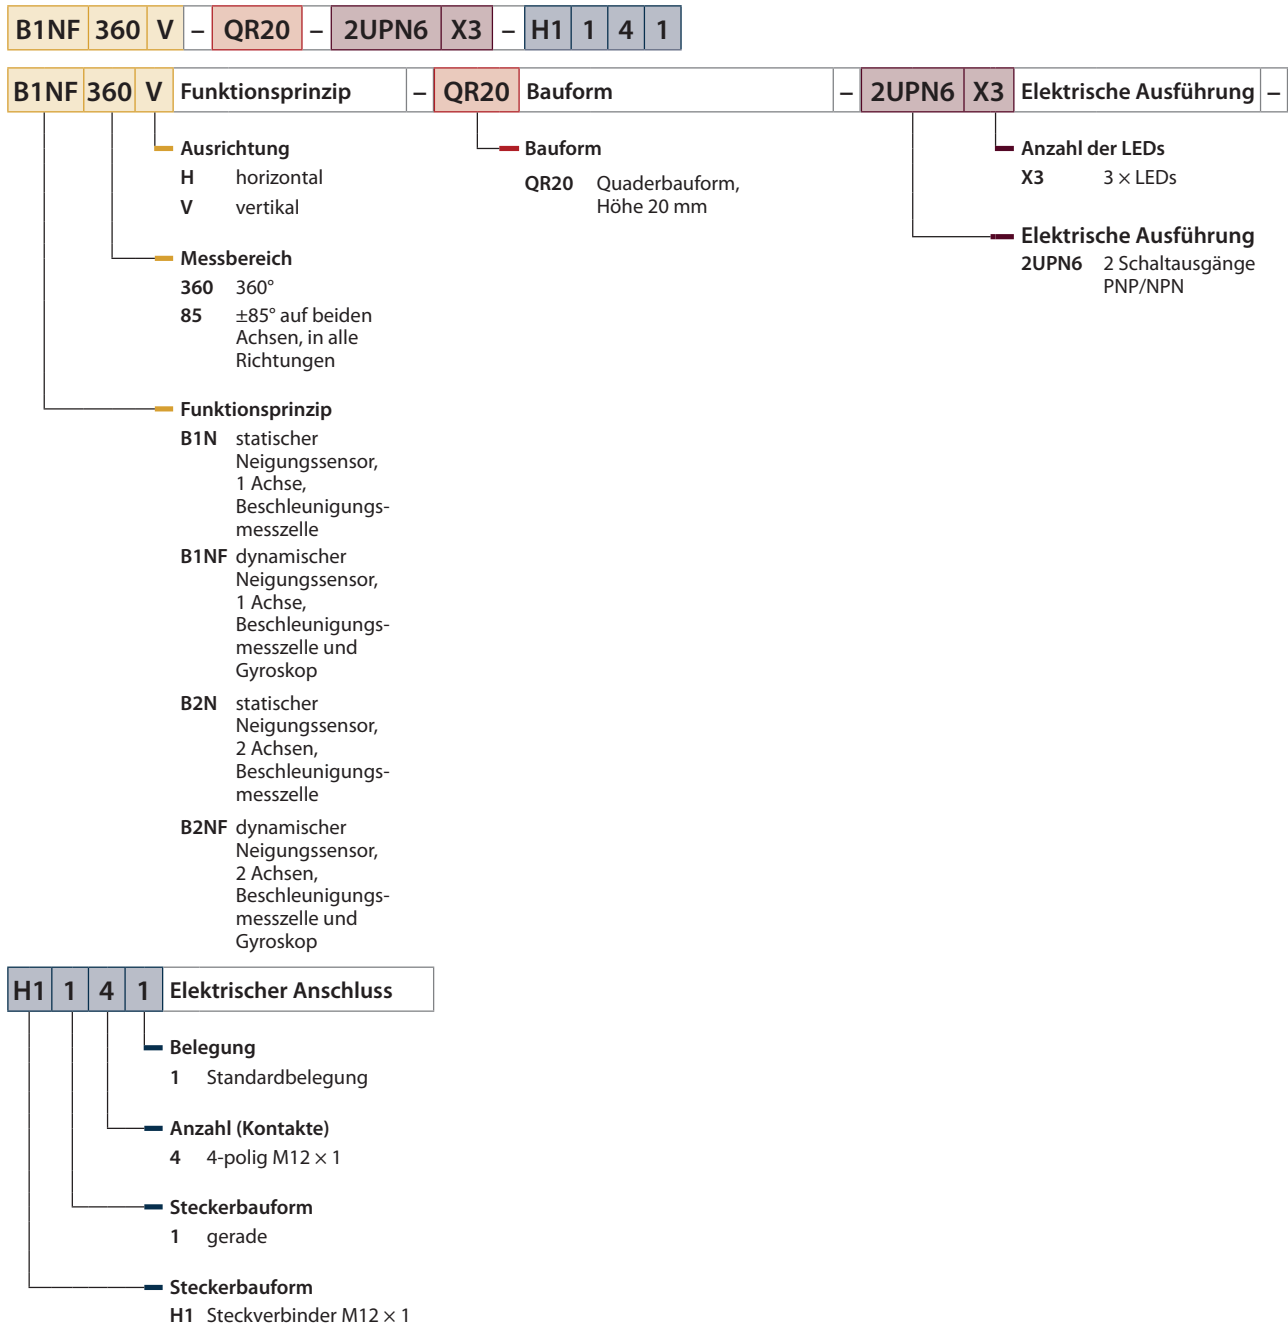 B1NF 360 V – QR20 – 2UPN6 X3 – H1 1 4 1
B1NF 360 V Funktionsprinzip – QR20 Bauform – 2UPN6 X3 Elektrische Ausführung –
Ausrichtung
H horizontal
V vertikal
Messbereich
360 360°
85 ±85° auf beiden
Achsen, in alle
Richtungen
Funktionsprinzip
B1N statischer
Neigungssensor,
1 Achse,
Beschleunigungs-
messzelle
B1NF dynamischer
Neigungssensor,
1 Achse,
Beschleunigungs-
messzelle und
Gyroskop
B2N statischer
Neigungssensor,
2 Achsen,
Beschleunigungs-
messzelle
B2NF dynamischer
Neigungssensor,
2 Achsen,
Beschleunigungs-
messzelle und
Gyroskop
Bauform
QR20 Quaderbauform,
Höhe 20 mm
Anzahl der LEDs
X3 3 × LEDs
Elektrische Ausführung
2UPN6 2 Schaltausgänge
PNP/NPN
H1 1 4 1 Elektrischer Anschluss
Belegung
1 Standardbelegung
Anzahl (Kontakte)
4 4-polig M12 × 1
Steckerbauform
1 gerade
Steckerbauform
H1 Steckverbinder M12 × 1